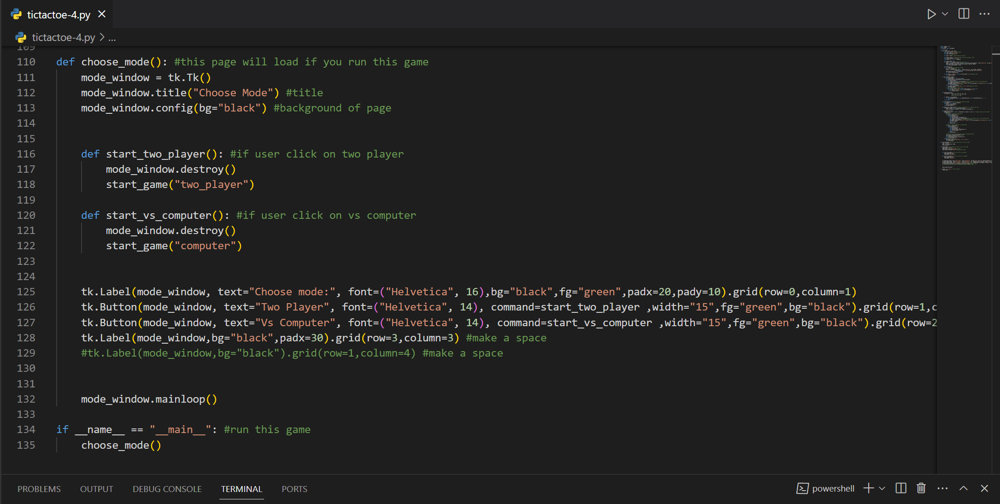 tictactoe-4.py
tictactoe-4.py > ...
109
110 def choose_mode(): #this page will load if you run this game
111 mode_window = tk.Tk()
112 mode_window.title("Choose Mode") #title
113 mode_window.config(bg="black") #background of page
114
115
116 def start_two_player(): #if user click on two player
117 mode_window.destroy()
118 start_game("two_player")
119
120 def start_vs_computer(): #if user click on vs computer
121 mode_window.destroy()
122 start_game("computer")
123
124
125 tk.Label(mode_window, text="Choose mode:", font=("Helvetica", 16),bg="black",fg="green",padx=20,pady=10).grid(row=0,column=1)
126 tk.Button(mode_window, text="Two Player", font=("Helvetica", 14), command=start_two_player ,width="15",fg="green",bg="black").grid(row=1,c
127 tk.Button(mode_window, text="Vs Computer", font=("Helvetica", 14), command=start_vs_computer ,width="15",fg="green",bg="black").grid(row=2
128 tk.Label(mode_window,bg="black",padx=30).grid(row=3,column=3) #make a space
129 #tk.Label(mode_window,bg="black").grid(row=1,column=4) #make a space
130
131
132 mode_window.mainloop()
133
134 if __name__ == "__main__": #run this game
135 choose_mode()
PROBLEMS OUTPUT DEBUG CONSOLE TERMINAL PORTS powershell